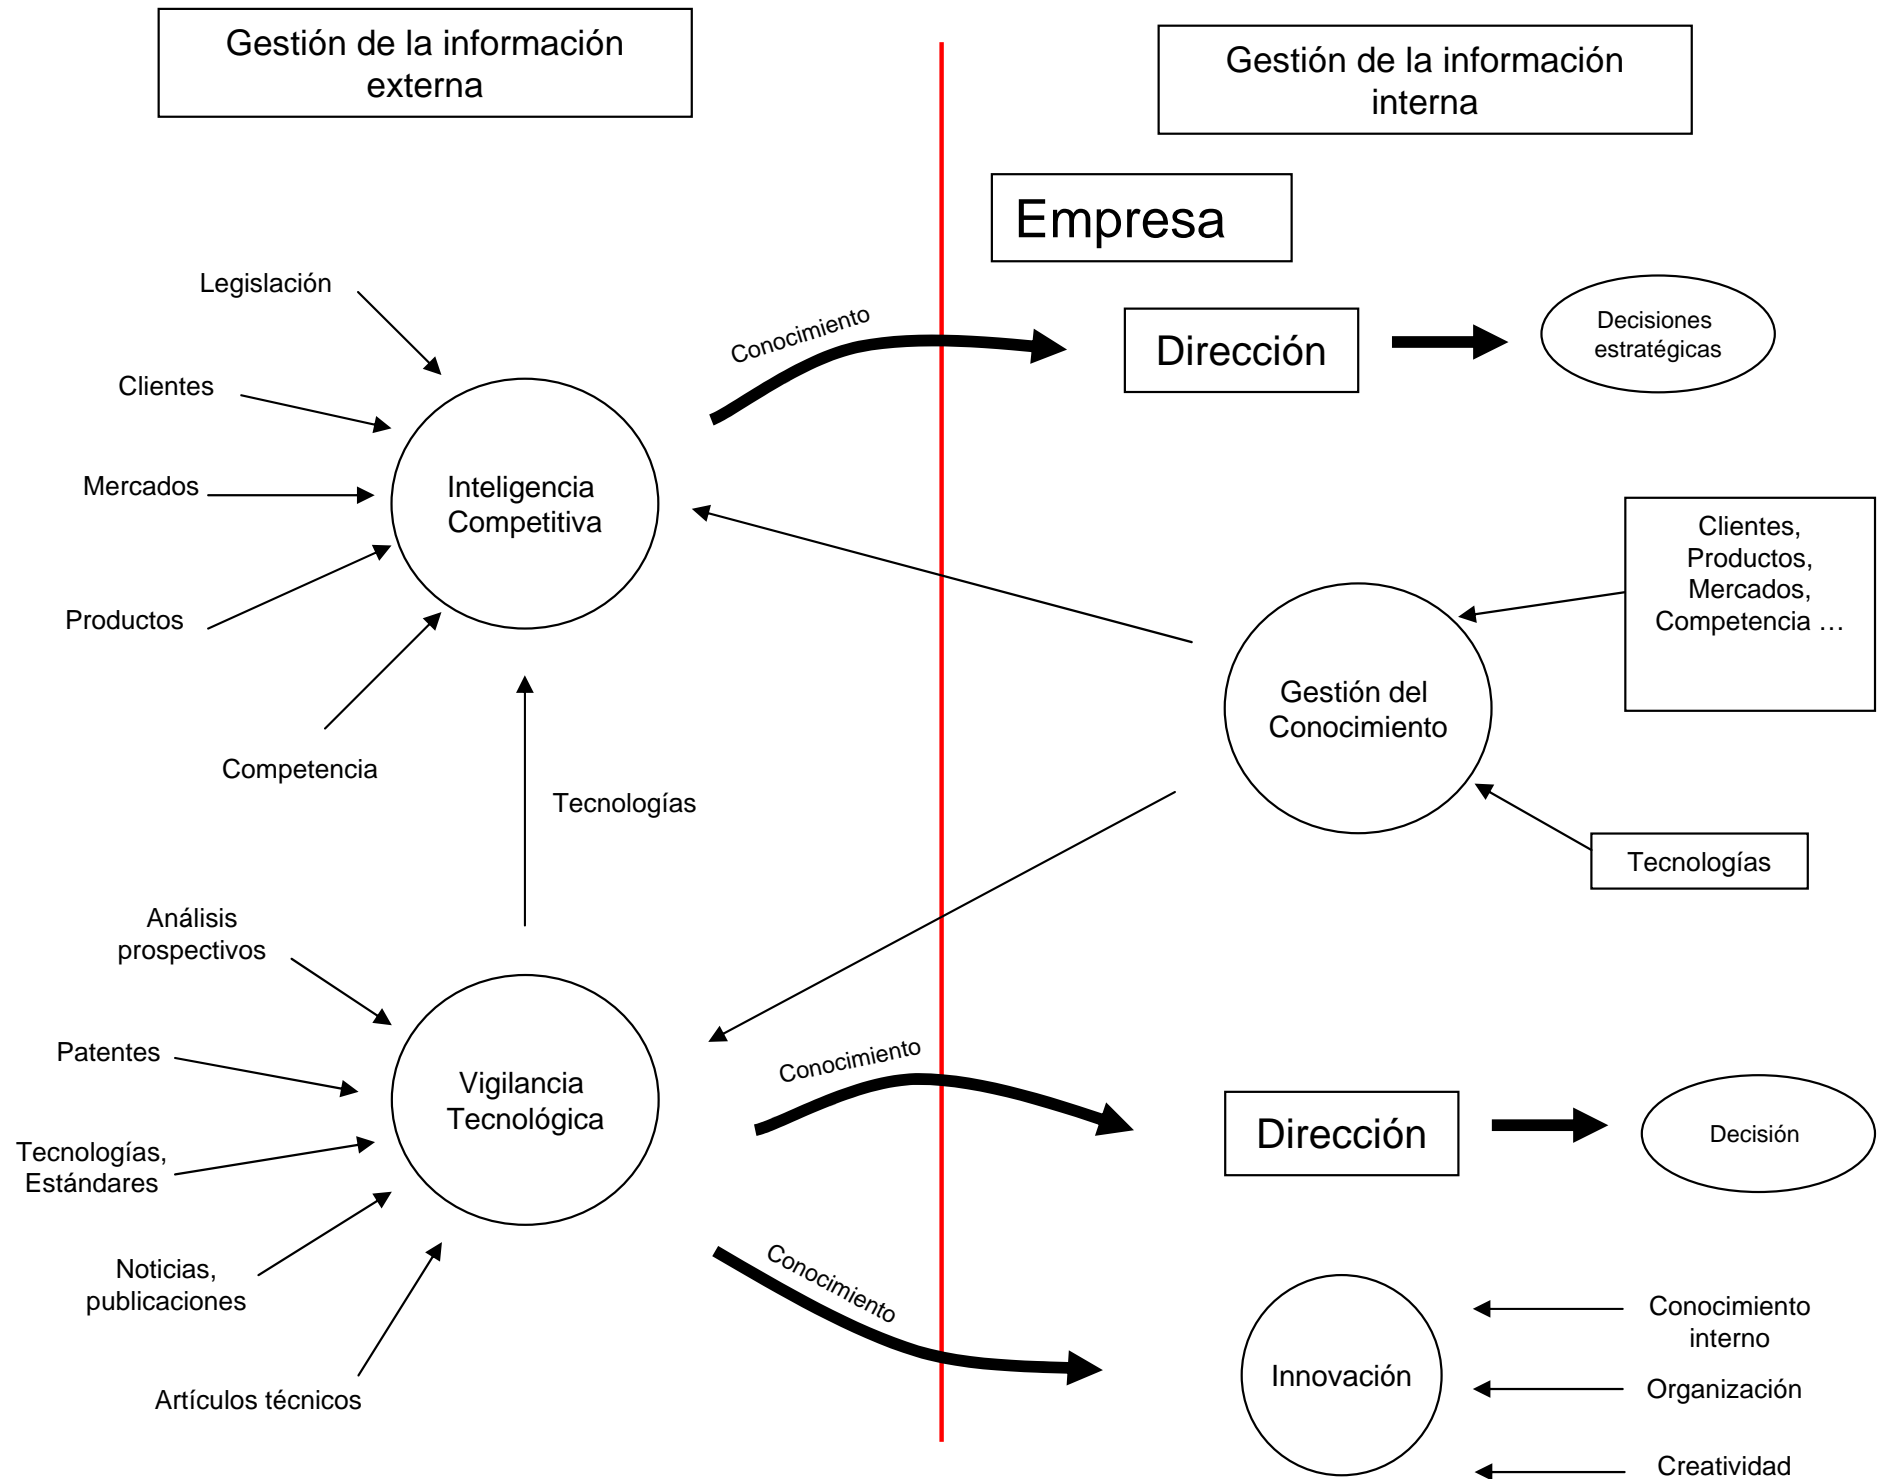 Gestión de la información
externa
Gestión de la información
interna
Empresa
Legislación
Conocimiento
Dirección
Decisiones
estratégicas
Clientes
Mercados
Inteligencia
Competitiva
Productos
Competencia
Clientes,
Productos,
Mercados,
Competencia …
Gestión del
Conocimiento
Tecnologías
Tecnologías
Análisis
prospectivos
Patentes
Vigilancia
Tecnológica
Conocimiento
Dirección
Decisión
Tecnologías,
Estándares
Noticias,
publicaciones
Artículos técnicos
Conocimiento
Innovación
Conocimiento
interno
Organización
Creatividad